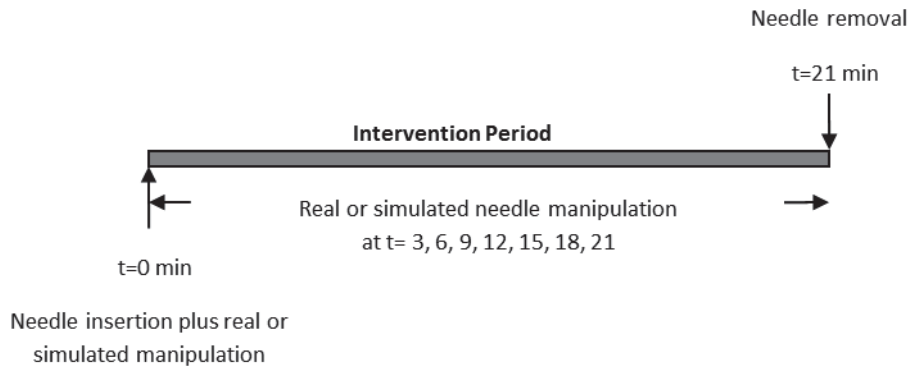 Needle removal
t=21 min
Intervention Period
Real or simulated needle manipulation
at t= 3, 6, 9, 12, 15, 18, 21
t=0 min
Needle insertion plus real or
simulated manipulation